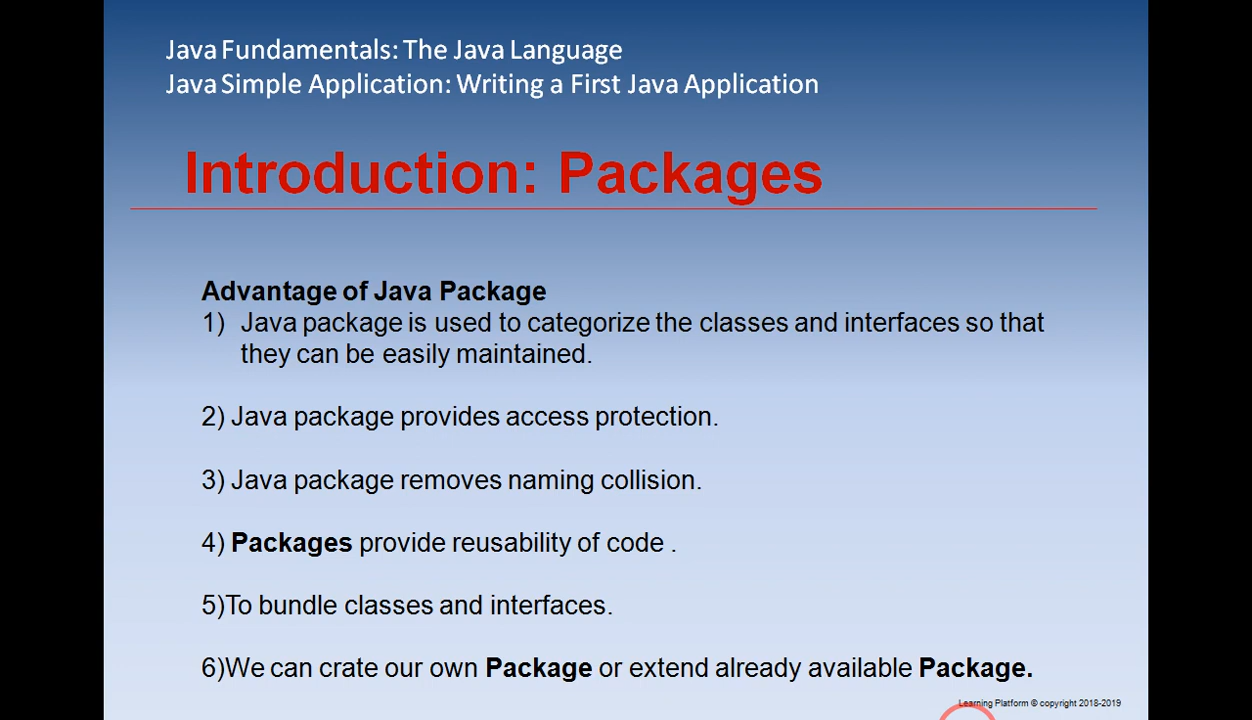 Java Fundamentals: The Java Language
Java Simple Application: Writing a First Java Application
Introduction: Packages
Advantage of Java Package
1) Java package is used to categorize the classes and interfaces so that
they can be easily maintained.
2) Java package provides access protection.
3) Java package removes naming collision.
4) Packages provide reusability of code .
5)To bundle classes and interfaces.
6)We can crate our own Package or extend already available Package.
Learning Platform © copyright 2018-2019